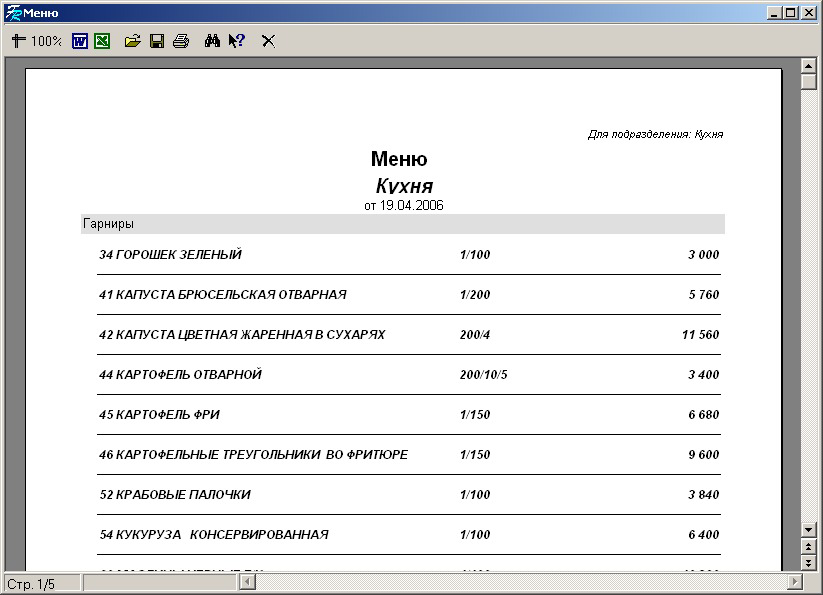 Меню
100%
Для подразделения: Кухня
Меню
Кухня
от 19.04.2006
Гарниры
34 ГОРОШЕК ЗЕЛЕНЫЙ 1/100 3 000
41 КАПУСТА БРЮСЕЛЬСКАЯ ОТВАРНАЯ 1/200 5 760
42 КАПУСТА ЦВЕТНАЯ ЖАРЕННАЯ В СУХАРЯХ 200/4 11 560
44 КАРТОФЕЛЬ ОТВАРНОЙ 200/10/5 3 400
45 КАРТОФЕЛЬ ФРИ 1/150 6 680
46 КАРТОФЕЛЬНЫЕ ТРЕУГОЛЬНИКИ ВО ФРИТЮРЕ 1/150 9 600
52 КРАБОВЫЕ ПАЛОЧКИ 1/100 3 840
54 КУКУРУЗА КОНСЕРВИРОВАННАЯ 1/100 6 400
Стр. 1/5